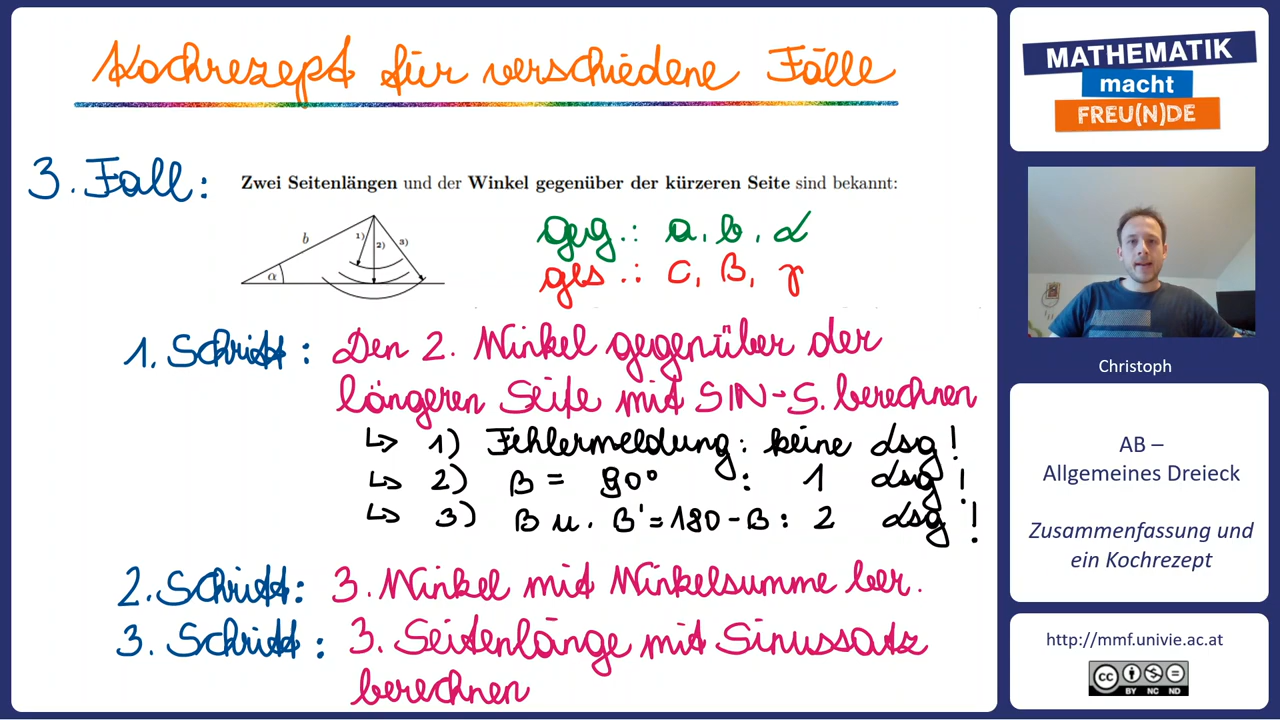 Kochrezept für verschiedene Fälle
3. Fall:
Zwei Seitenlängen und der Winkel gegenüber der kürzeren Seite sind bekannt:
b
α
1)
2)
3)
geg.: a, b, α
ges.: c, β, γ
1. Schritt: Den 2. Winkel gegenüber der
längeren Seite mit SIN-S. berechnen
↳ 1) Fehlermeldung: keine Lsg!
↳ 2) β = 90° : 1 Lsg!
↳ 3) β u. β' = 180 - β : 2 Lsg!
2. Schritt: 3. Winkel mit Winkelsumme ber.
3. Schritt: 3. Seitenlänge mit Sinussatz
berechnen
MATHEMATIK
macht
FREU(N)DE
Christoph
AB –
Allgemeines Dreieck
Zusammenfassung und
ein Kochrezept
http://mmf.univie.ac.at
cc
BY NC ND